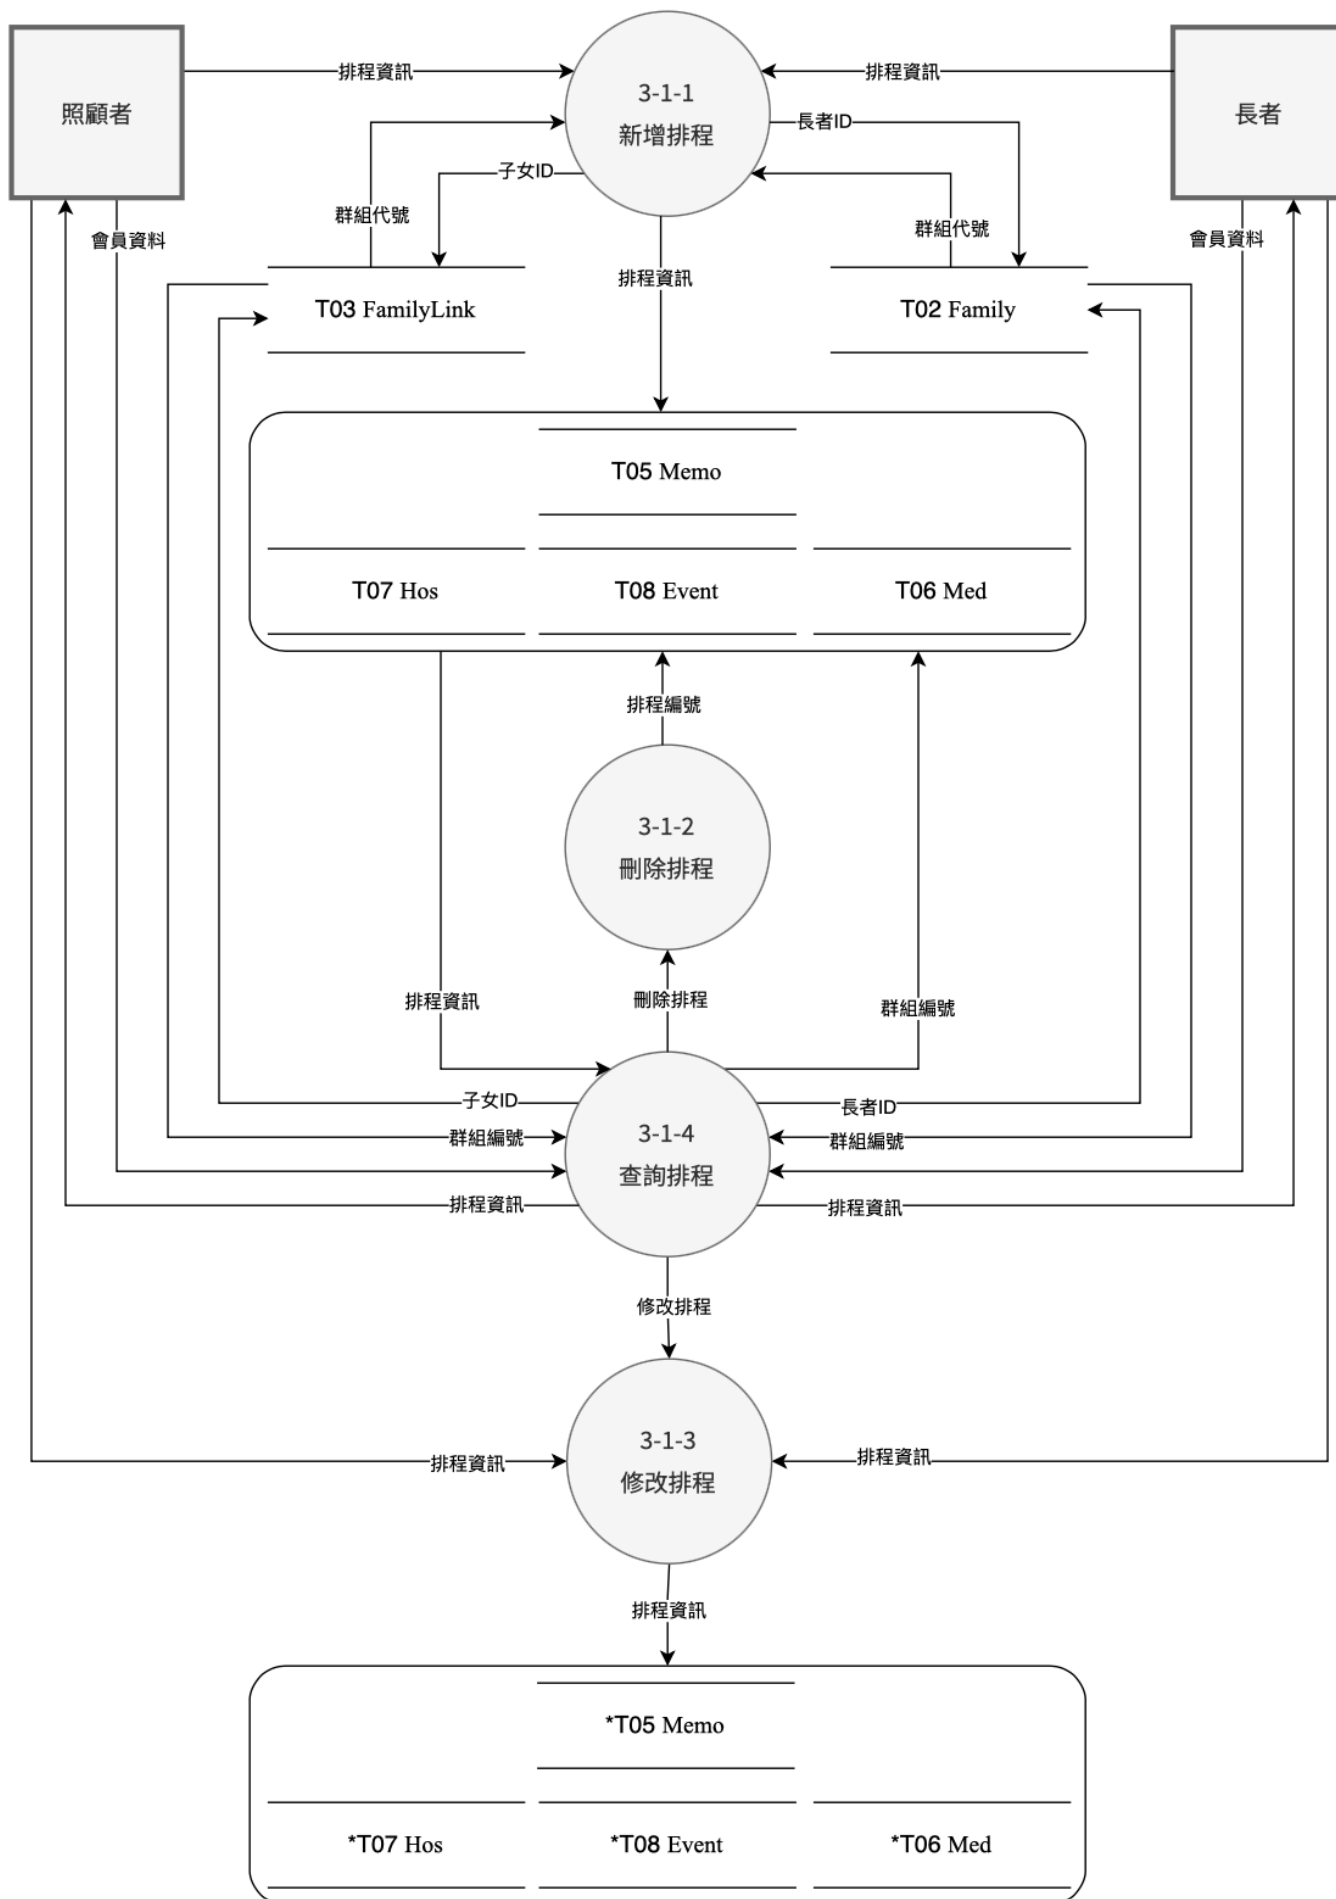 照顧者
排程資訊
3-1-1
新增排程
排程資訊
長者
長者ID
子女ID
群組代號
群組代號
會員資料
會員資料
排程資訊
T03 FamilyLink
T02 Family
T05 Memo
T07 Hos
T08 Event
T06 Med
排程編號
3-1-2
刪除排程
排程資訊
刪除排程
群組編號
子女ID
長者ID
群組編號
3-1-4
查詢排程
群組編號
排程資訊
排程資訊
修改排程
3-1-3
修改排程
排程資訊
排程資訊
排程資訊
*T05 Memo
*T07 Hos
*T08 Event
*T06 Med